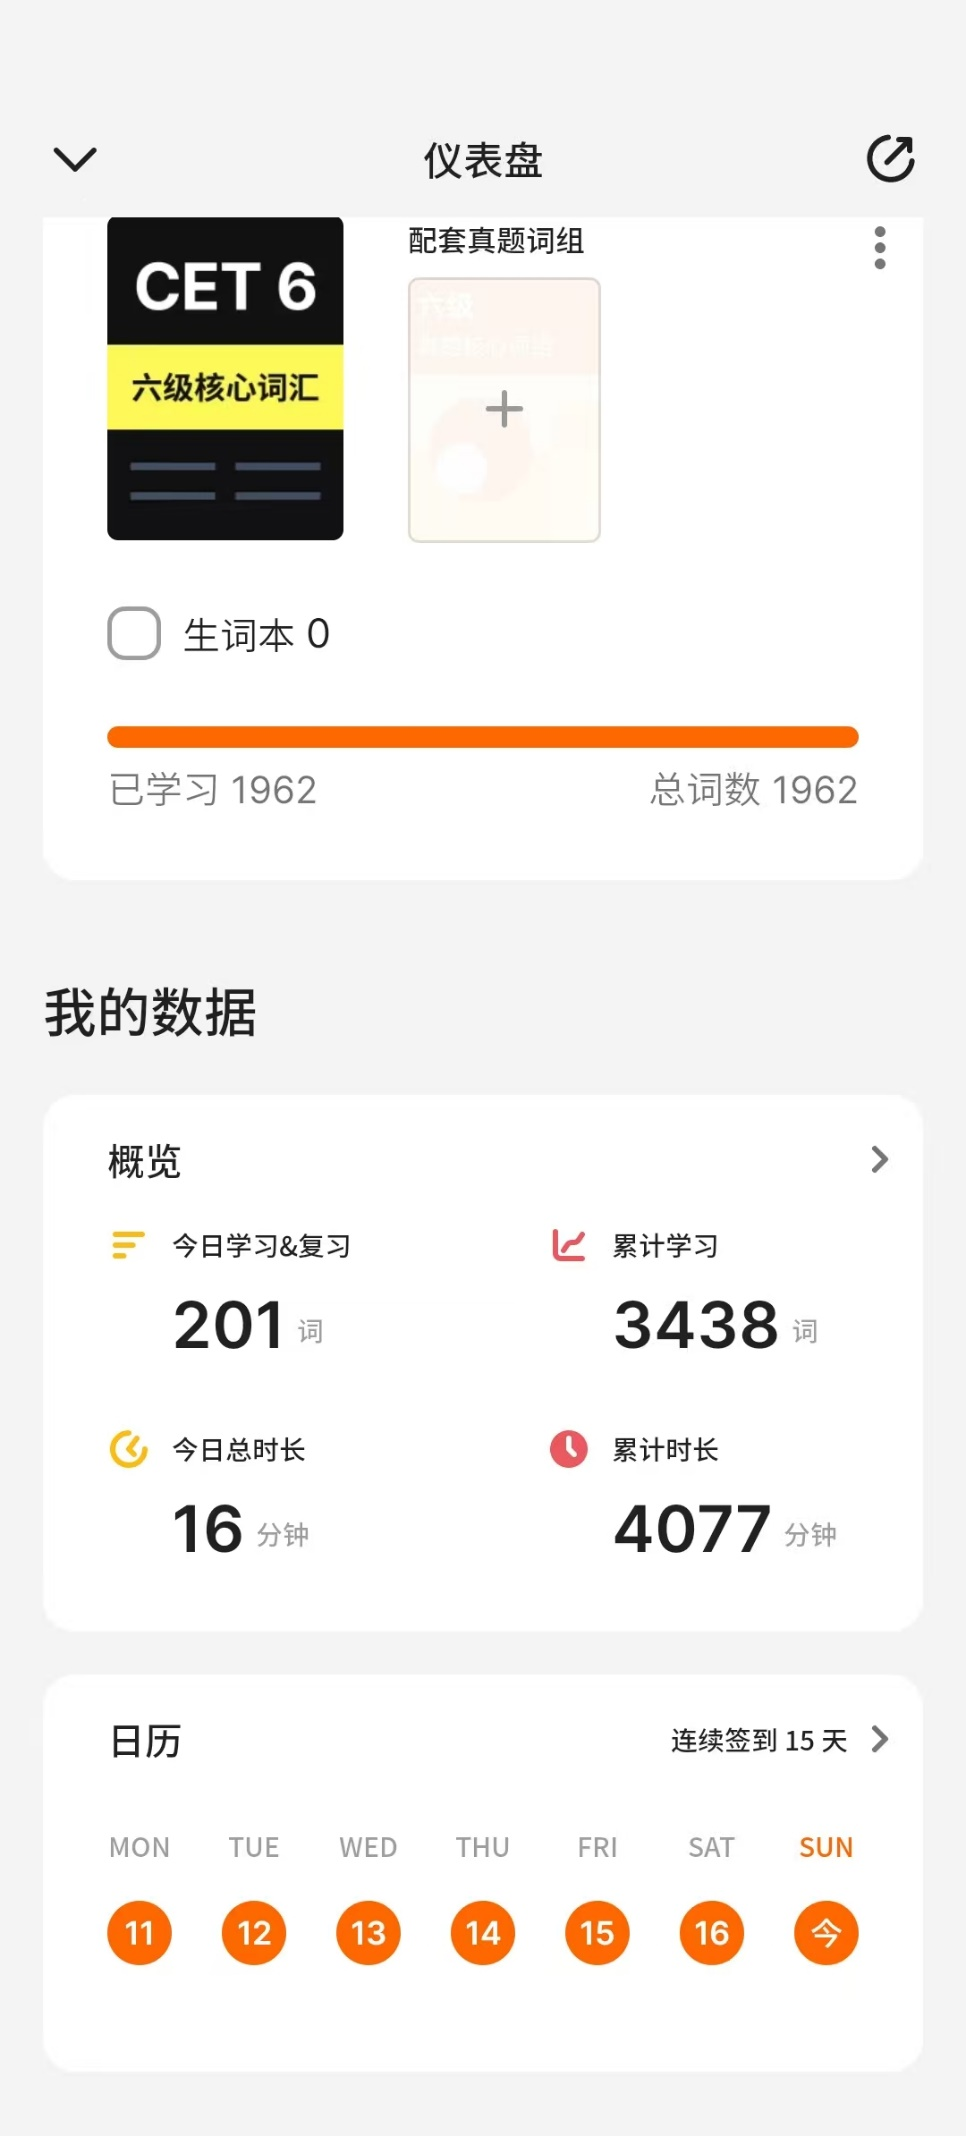 仪表盘
CET 6
六级核心词汇
配套真题词组
六级
生词本 0
已学习 1962
总词数 1962
我的数据
概览
今日学习&复习
201 词
累计学习
3438 词
今日总时长
16 分钟
累计时长
4077 分钟
日历
连续签到 15 天
MON TUE WED THU FRI SAT SUN
11 12 13 14 15 16 今